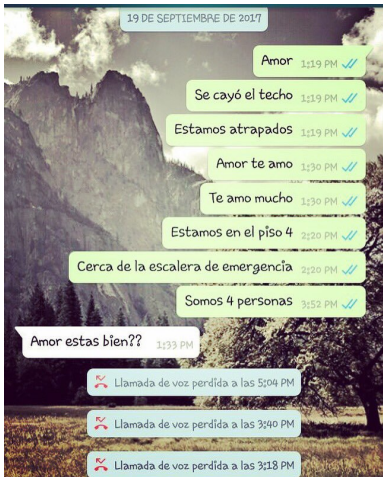 19 DE SEPTIEMBRE DE 2017
Amor 1:19 PM
Se cayó el techo 1:19 PM
Estamos atrapados 1:19 PM
Amor te amo 1:30 PM
Te amo mucho 1:30 PM
Estamos en el piso 4 2:20 PM
Cerca de la escalera de emergencia 2:20 PM
Somos 4 personas 3:52 PM
Amor estas bien?? 1:33 PM
Llamada de voz perdida a las 5:04 PM
Llamada de voz perdida a las 3:40 PM
Llamada de voz perdida a las 3:18 PM